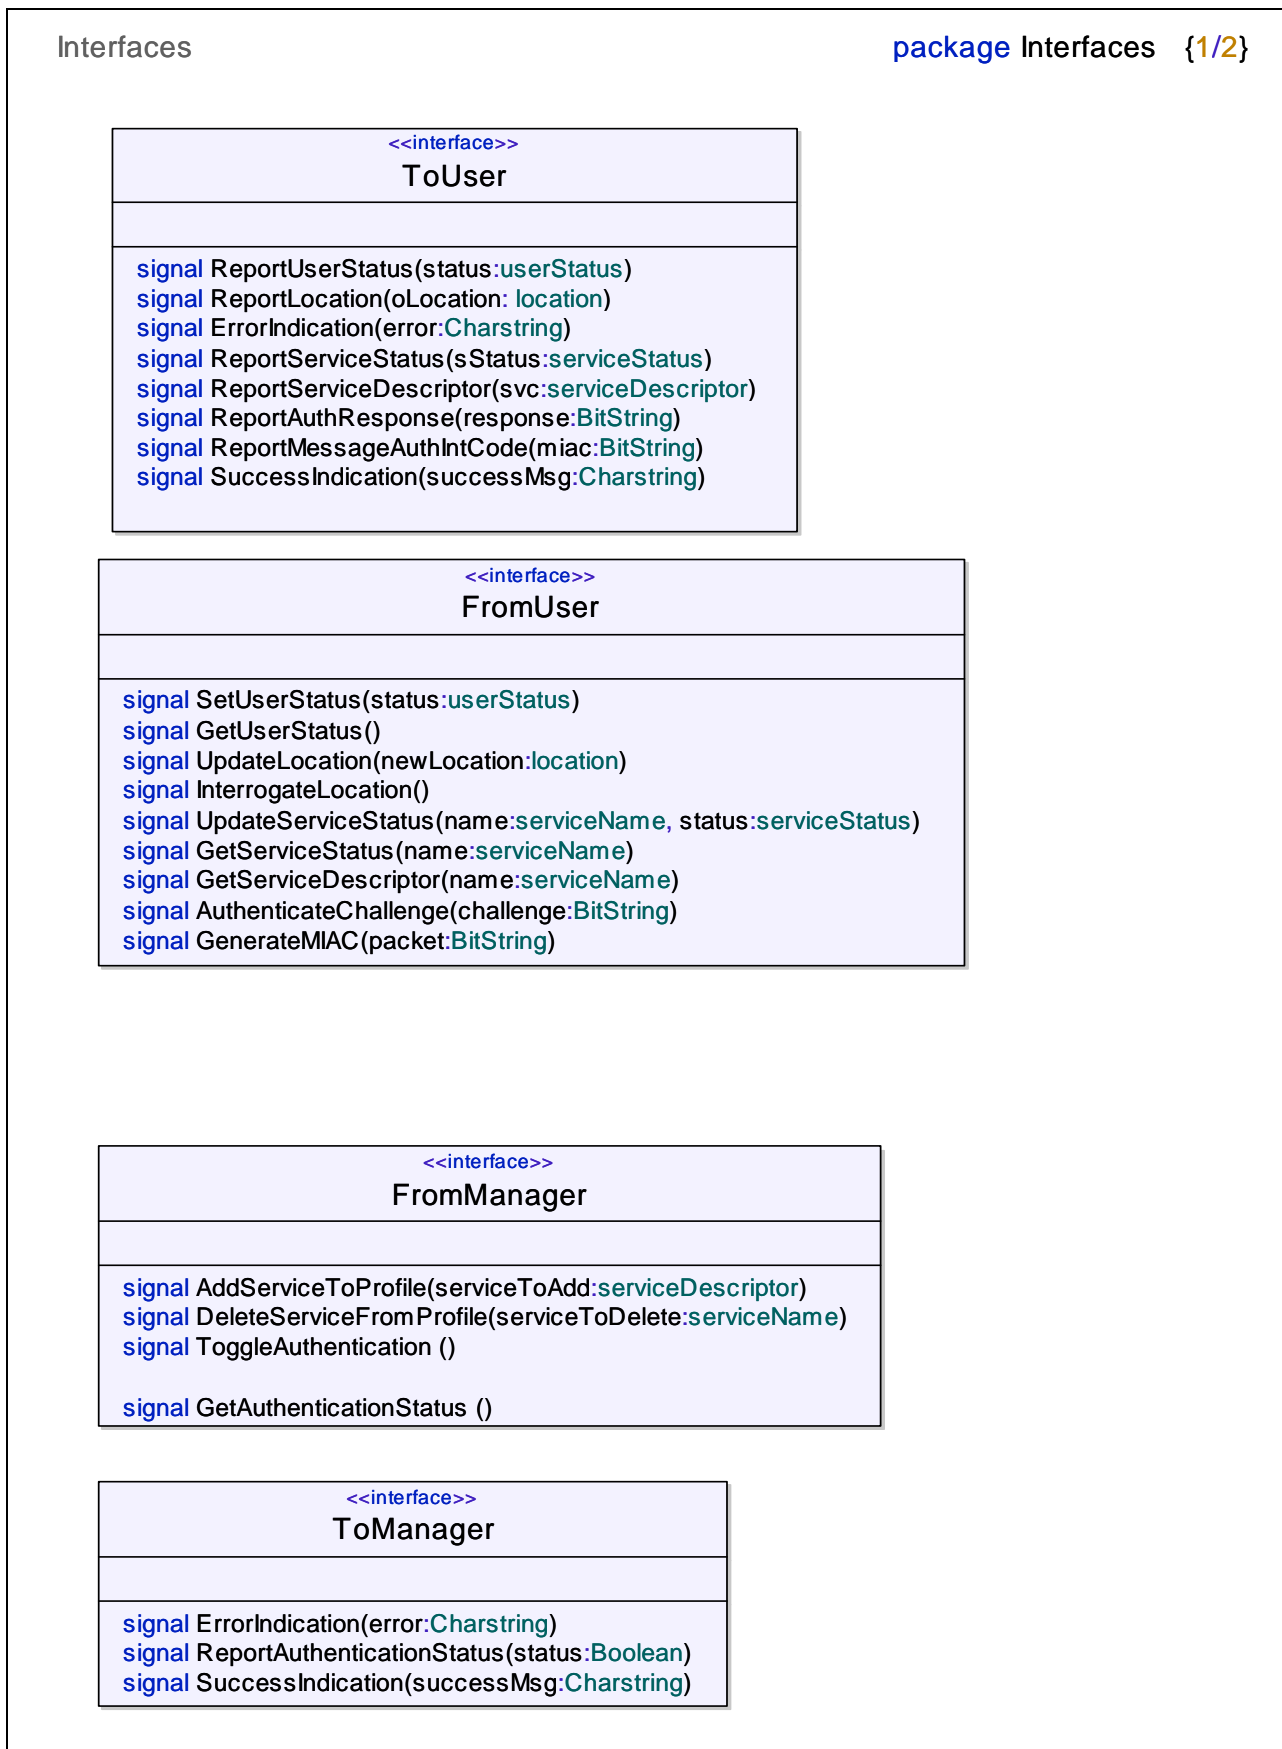 Interfaces
package Interfaces {1/2}
<<interface>>
ToUser
signal ReportUserStatus(status:userStatus)
signal ReportLocation(oLocation: location)
signal ErrorIndication(error:Charstring)
signal ReportServiceStatus(sStatus:serviceStatus)
signal ReportServiceDescriptor(svc:serviceDescriptor)
signal ReportAuthResponse(response:BitString)
signal ReportMessageAuthIntCode(miac:BitString)
signal SuccessIndication(successMsg:Charstring)
<<interface>>
FromUser
signal SetUserStatus(status:userStatus)
signal GetUserStatus()
signal UpdateLocation(newLocation:location)
signal InterrogateLocation()
signal UpdateServiceStatus(name:serviceName, status:serviceStatus)
signal GetServiceStatus(name:serviceName)
signal GetServiceDescriptor(name:serviceName)
signal AuthenticateChallenge(challenge:BitString)
signal GenerateMIAC(packet:BitString)
<<interface>>
FromManager
signal AddServiceToProfile(serviceToAdd:serviceDescriptor)
signal DeleteServiceFromProfile(serviceToDelete:serviceName)
signal ToggleAuthentication ()
signal GetAuthenticationStatus ()
<<interface>>
ToManager
signal ErrorIndication(error:Charstring)
signal ReportAuthenticationStatus(status:Boolean)
signal SuccessIndication(successMsg:Charstring)